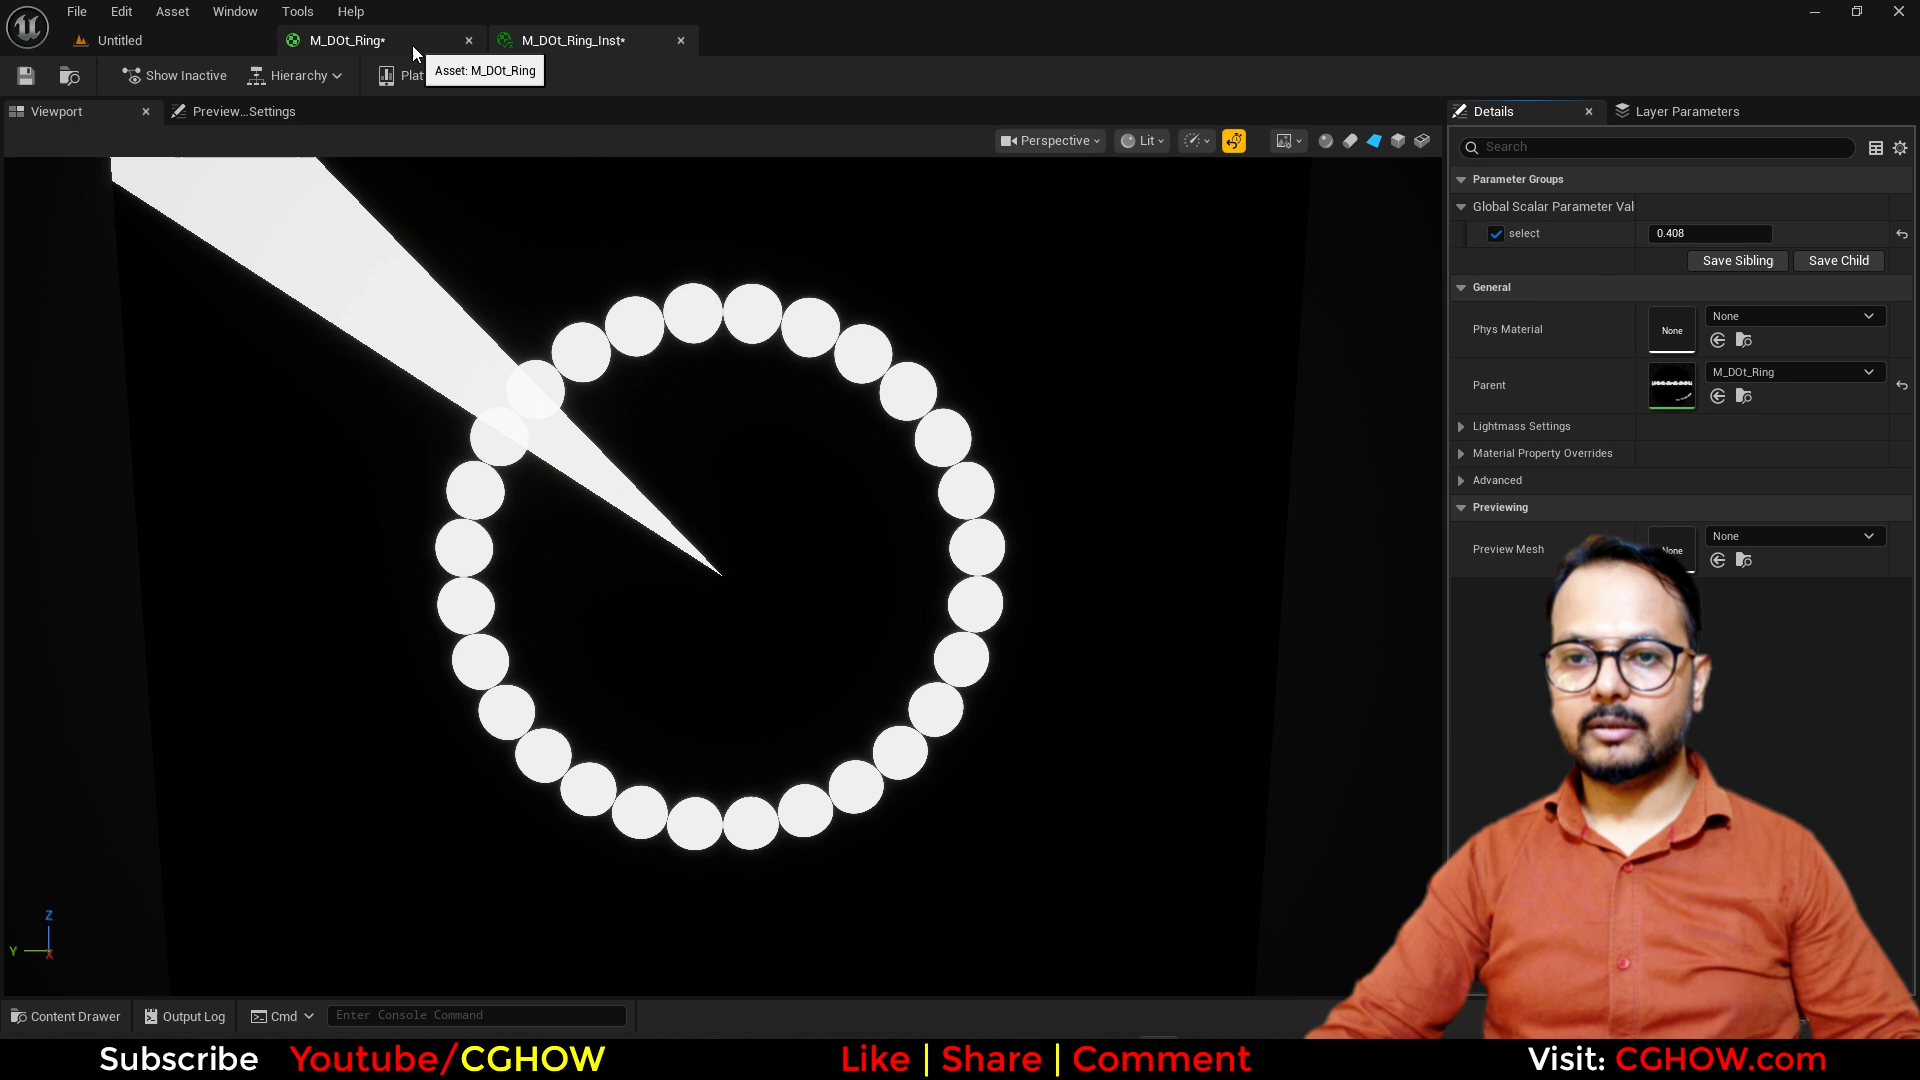 File Edit Asset Window Tools Help
Untitled M_DOt_Ring* M_DOt_Ring_Inst*
Show Inactive Hierarchy Plat
Asset: M_DOt_Ring
Viewport Preview...Settings
Details Layer Parameters
Perspective Lit
Search
Parameter Groups
Global Scalar Parameter Val
select 0.408
Save Sibling Save Child
General
Phys Material None None
Parent M_DOt_Ring
Lightmass Settings
Material Property Overrides
Advanced
Previewing
Preview Mesh None None
Z
Y X
Content Drawer Output Log Cmd Enter Console Command
Subscribe Youtube/CGHOW Like | Share | Comment Visit: CGHOW.com